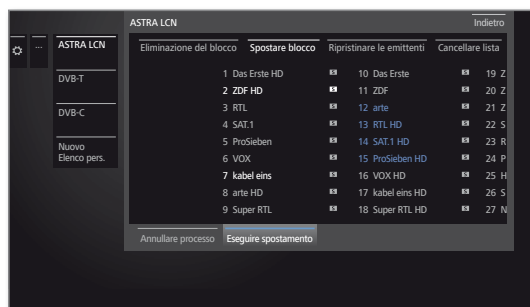 ASTRA LCN Indietro
... ASTRA LCN
DVB-T
DVB-C
Nuovo
Elenco pers.
Eliminazione del blocco Spostare blocco Ripristinare le emittenti Cancellare lista
1 Das Erste HD S 10 Das Erste S 19 Z
2 ZDF HD S 11 ZDF S 20 Z
3 RTL S 12 arte S 21 Z
4 SAT.1 S 13 RTL HD S 22 S
5 ProSieben S 14 SAT.1 HD S 23 R
6 VOX S 15 ProSieben HD S 24 P
7 kabel eins S 16 VOX HD S 25 H
8 arte HD S 17 kabel eins HD S 26 S
9 Super RTL S 18 Super RTL HD S 27 N
Annullare processo Eseguire spostamento